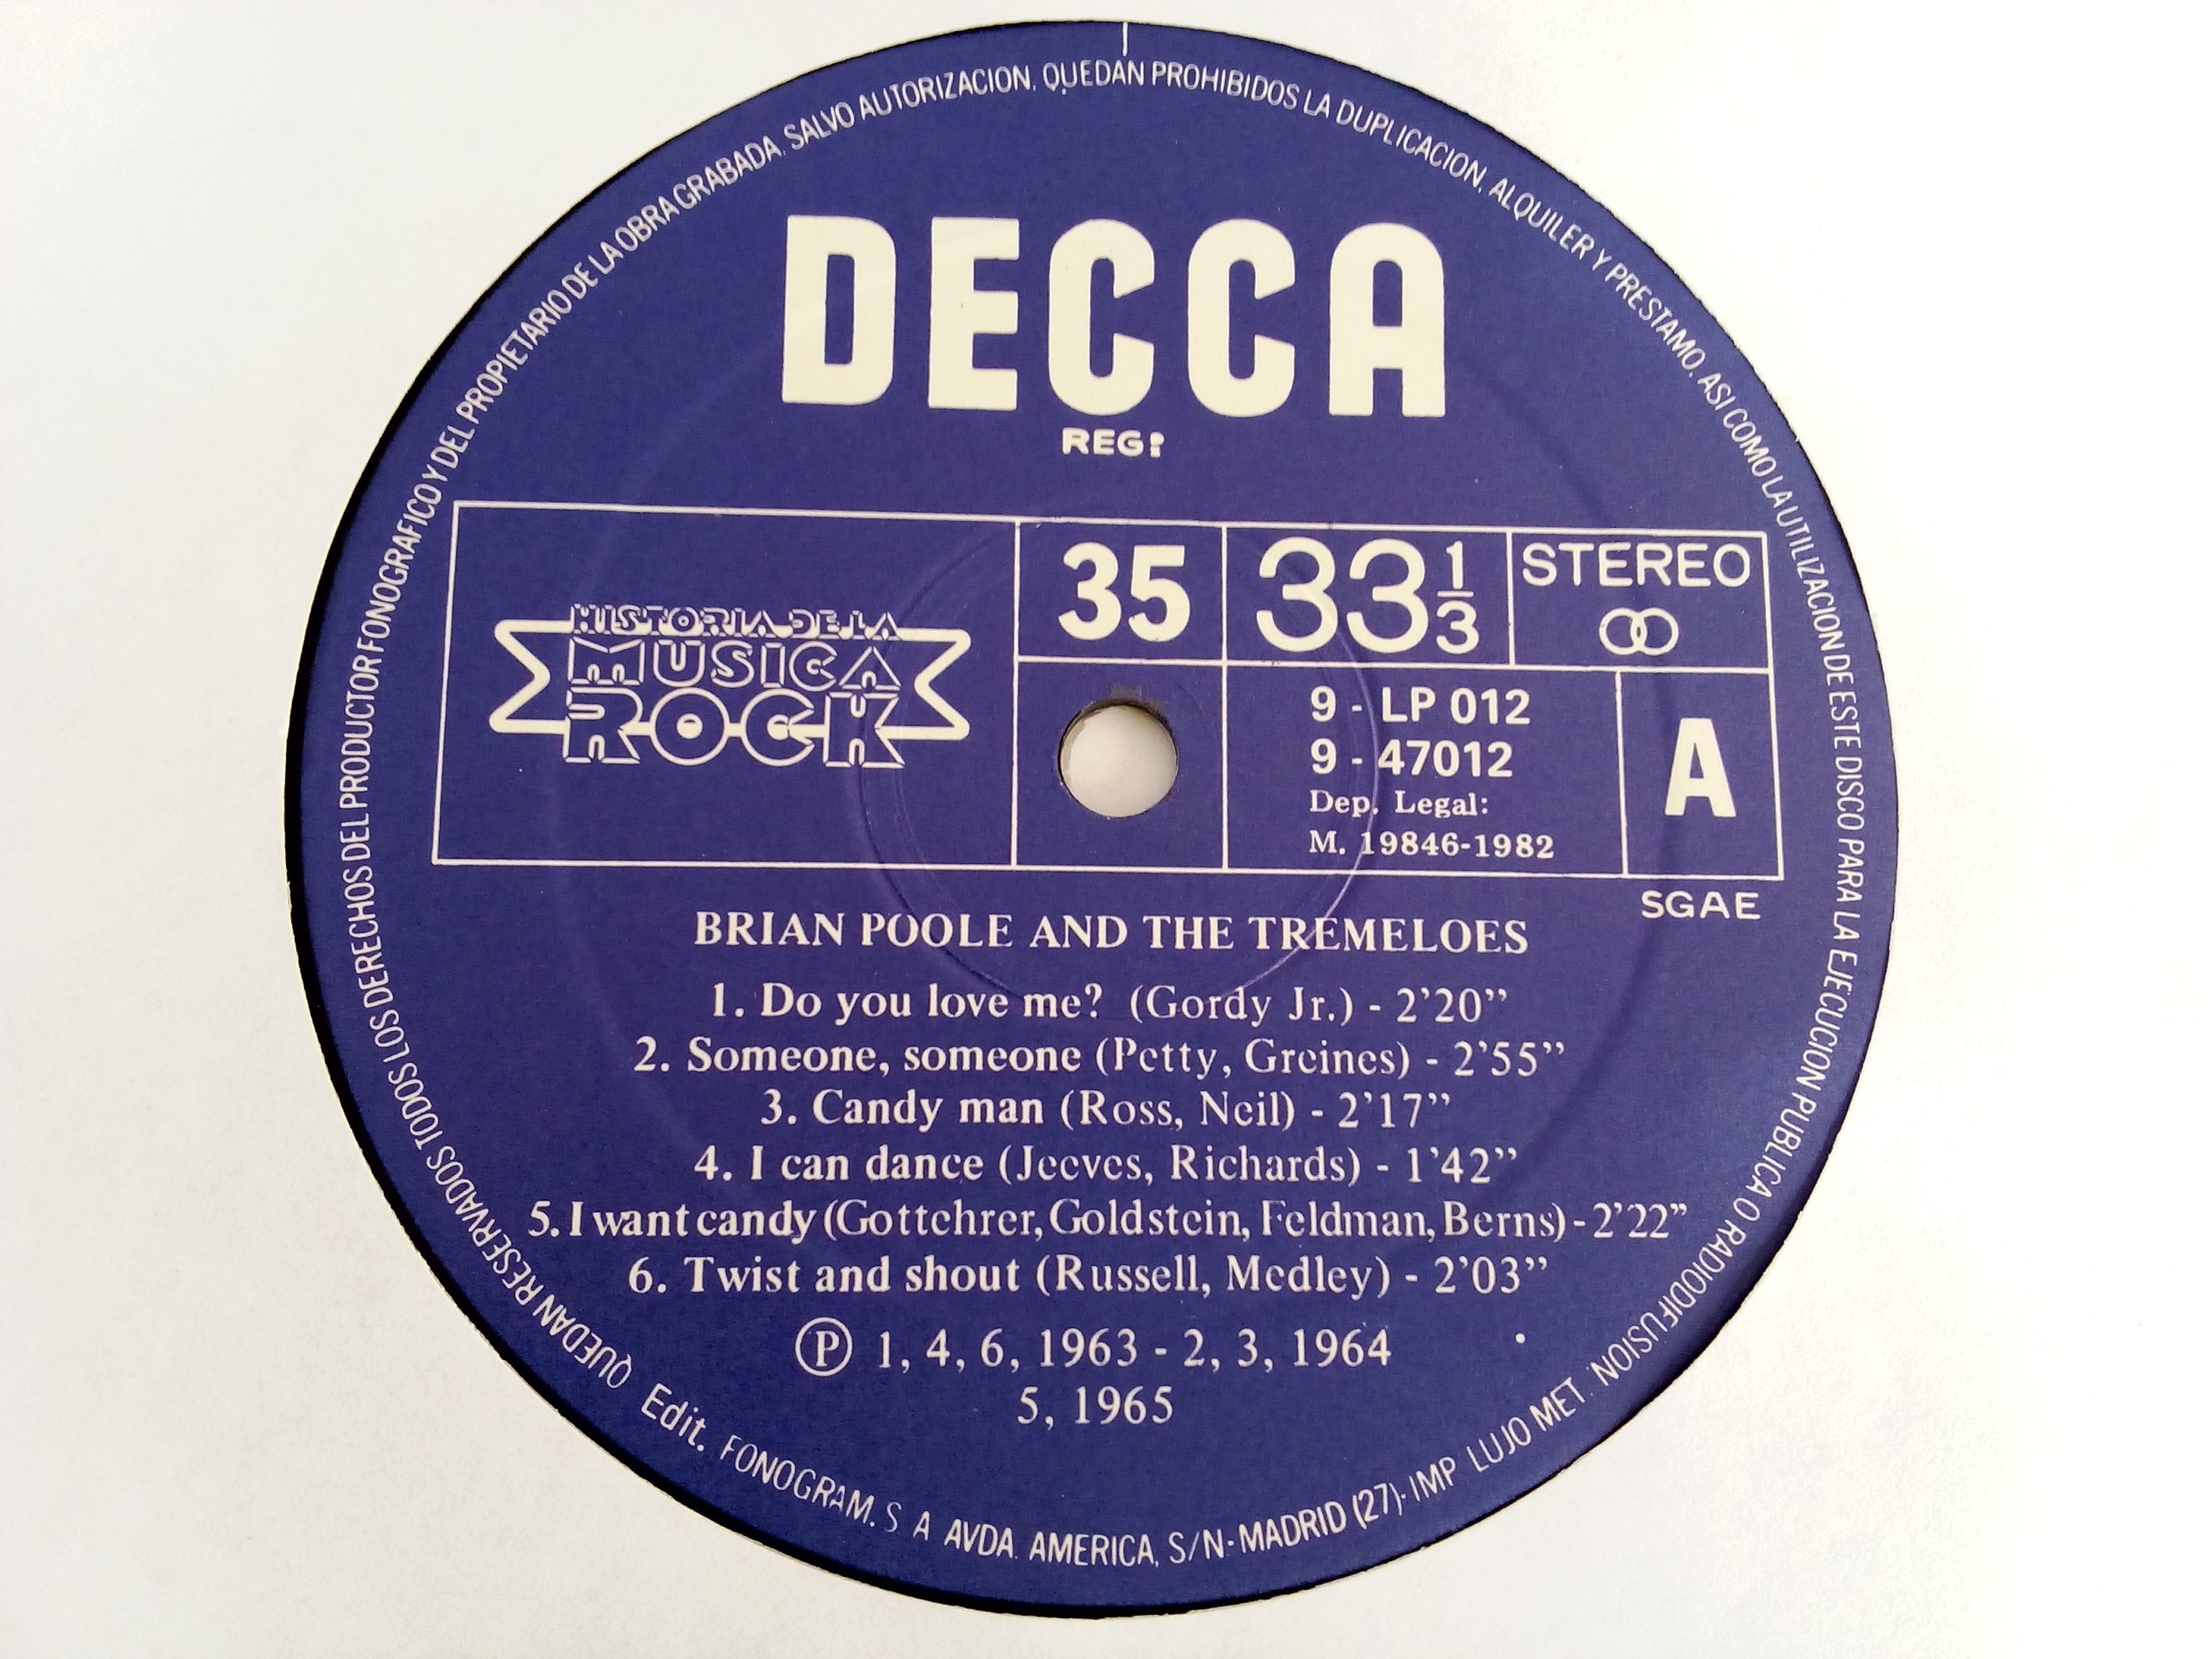 QUEDAN RESERVADOS TODOS LOS DERECHOS DEL PRODUCTOR FONOGRAFICO Y DEL PROPIETARIO DE LA OBRA GRABADA. SALVO AUTORIZACION, QUEDAN PROHIBIDOS LA DUPLICACION, ALQUILER Y PRESTAMO, ASI COMO LA UTILIZACION DE ESTE DISCO PARA LA EJECUCION PUBLICA O RADIODIFUSION.
DECCA
REG:
HISTORIA DE LA
MUSICA
ROCK
35
33 1/3
STEREO
9 - LP 012
9 - 47012
Dep. Legal:
M. 19846-1982
A
SGAE
BRIAN POOLE AND THE TREMELOES
1. Do you love me? (Gordy Jr.) - 2'20"
2. Someone, someone (Petty, Greines) - 2'55"
3. Candy man (Ross, Neil) - 2'17"
4. I can dance (Jeeves, Richards) - 1'42"
5. I want candy (Gottehrer, Goldstein, Feldman, Berns) - 2'22"
6. Twist and shout (Russell, Medley) - 2'03"
Ⓟ 1, 4, 6, 1963 - 2, 3, 1964
5, 1965
Edit. FONOGRAM. S A AVDA. AMERICA, S/N-MADRID (27)-IMP LUJO MET.